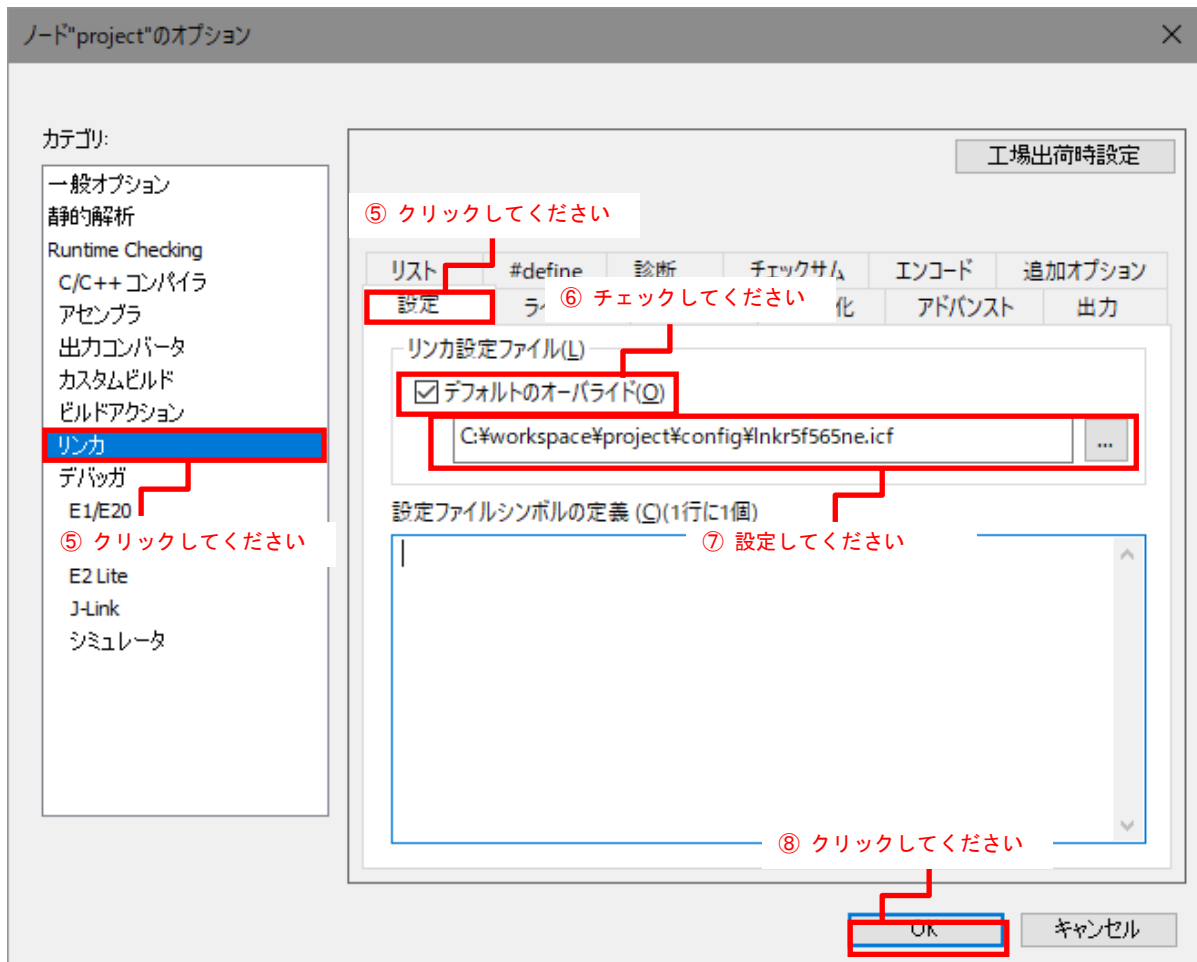 ノード"project"のオプション
カテゴリ:
一般オプション
静的解析
Runtime Checking
C/C++ コンパイラ
アセンブラ
出力コンバータ
カスタムビルド
ビルドアクション
リンカ
デバッガ
E1/E20
⑤ クリックしてください
E2 Lite
J-Link
シミュレータ
工場出荷時設定
⑤ クリックしてください
リスト #define 診断 チェックサム エンコード 追加オプション
⑥ チェックしてください
設定 化 アドバンスト 出力
リンカ設定ファイル(L)
デフォルトのオーバライド(O)
C:¥workspace¥project¥config¥lnkr5f565ne.icf
...
設定ファイルシンボルの定義 (C)(1行に1個)
⑦ 設定してください
⑧ クリックしてください
OK キャンセル